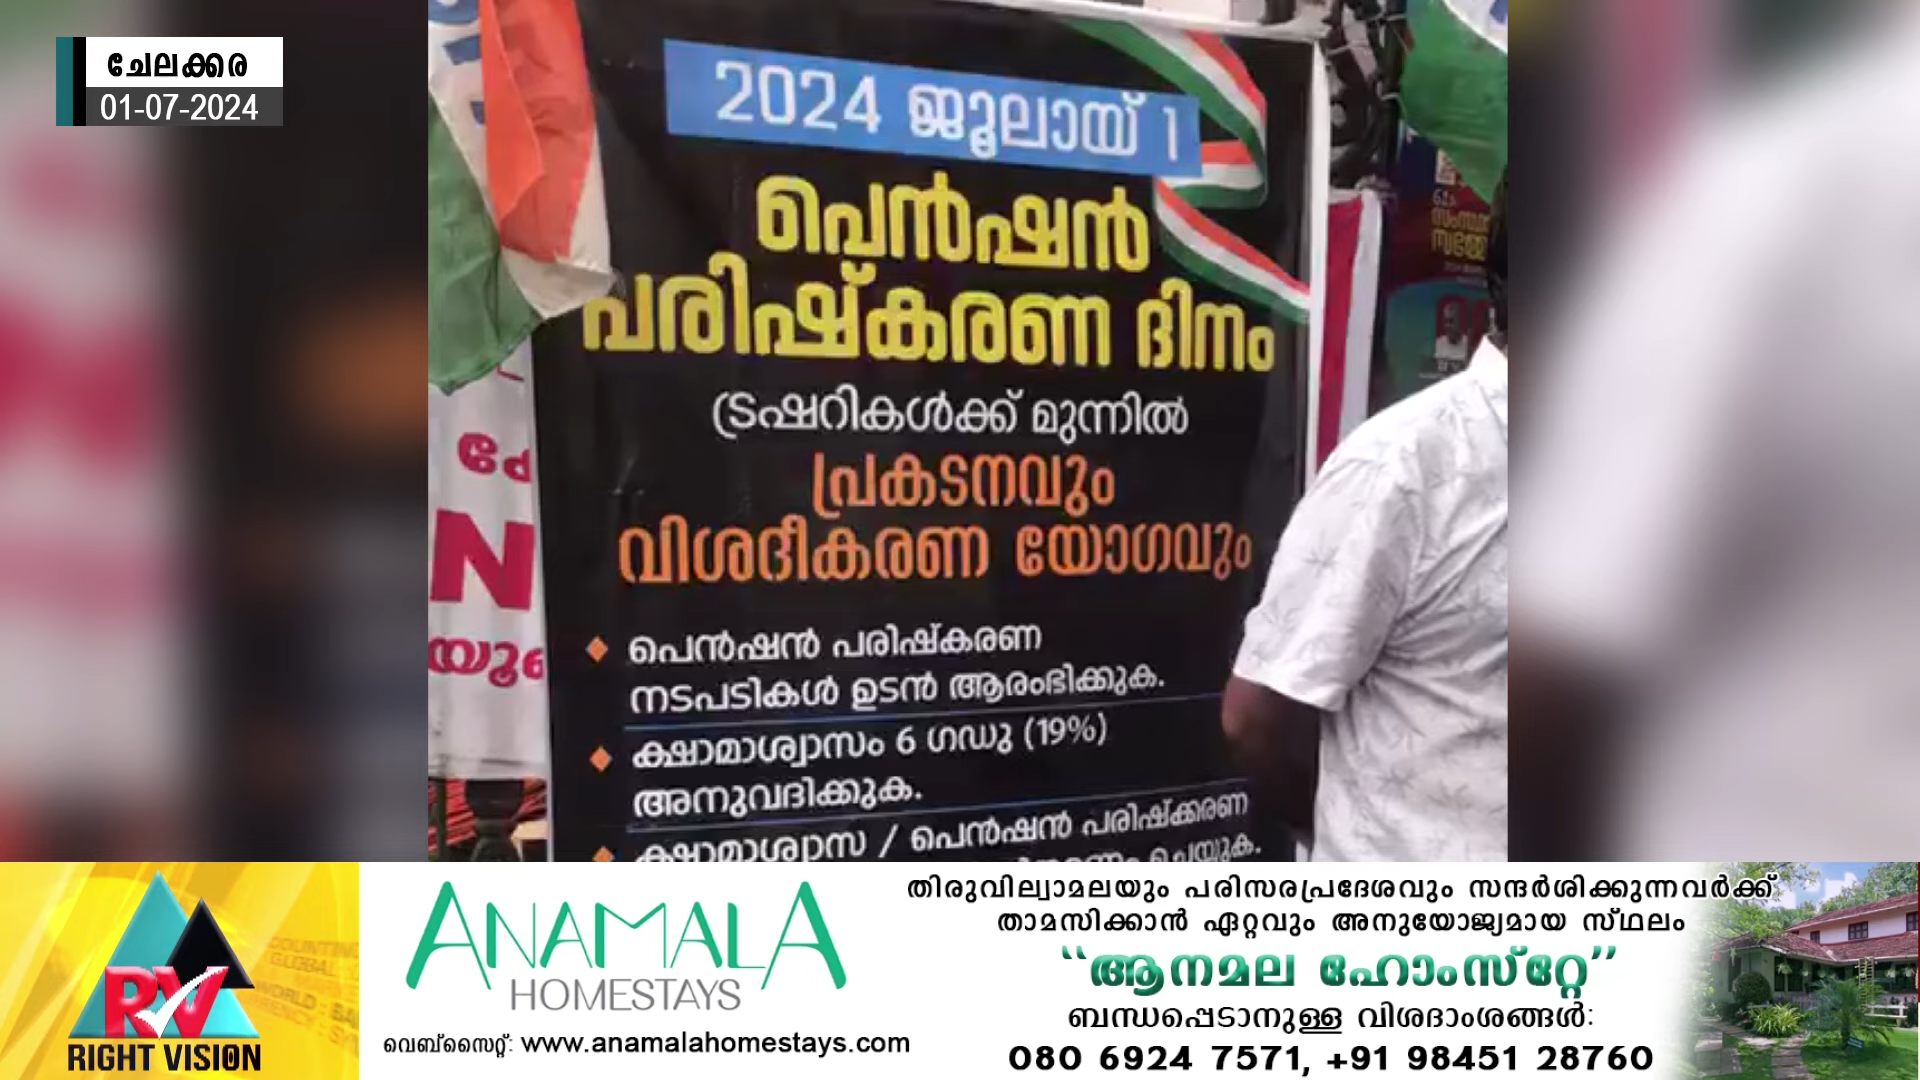 ചേലക്കര
01-07-2024
2024 ജൂലായ് 1
പെൻഷൻ
പരിഷ്കരണ ദിനം
ട്രഷറികൾക്ക് മുന്നിൽ
പ്രകടനവും
വിശദീകരണ യോഗവും
പെൻഷൻ പരിഷ്കരണ
നടപടികൾ ഉടൻ ആരംഭിക്കുക.
ക്ഷാമാശ്വാസം 6 ഗഡു (19%)
അനുവദിക്കുക.
ക്ഷാമാശ്വാസ / പെൻഷൻ പരിഷ്ക്കരണ
ചെയ്യുക.
N
RV
RIGHT VISION
ANAMALA
HOMESTAYS
വെബ്സൈറ്റ്: www.anamalahomestays.com
തിരുവില്വാമലയും പരിസരപ്രദേശവും സന്ദർശിക്കുന്നവർക്ക്
താമസിക്കാൻ ഏറ്റവും അനുയോജ്യമായ സ്ഥലം
“ആനമല ഹോംസ്റ്റേ”
ബന്ധപ്പെടാനുള്ള വിശദാംശങ്ങൾ:
080 6924 7571, +91 98451 28760